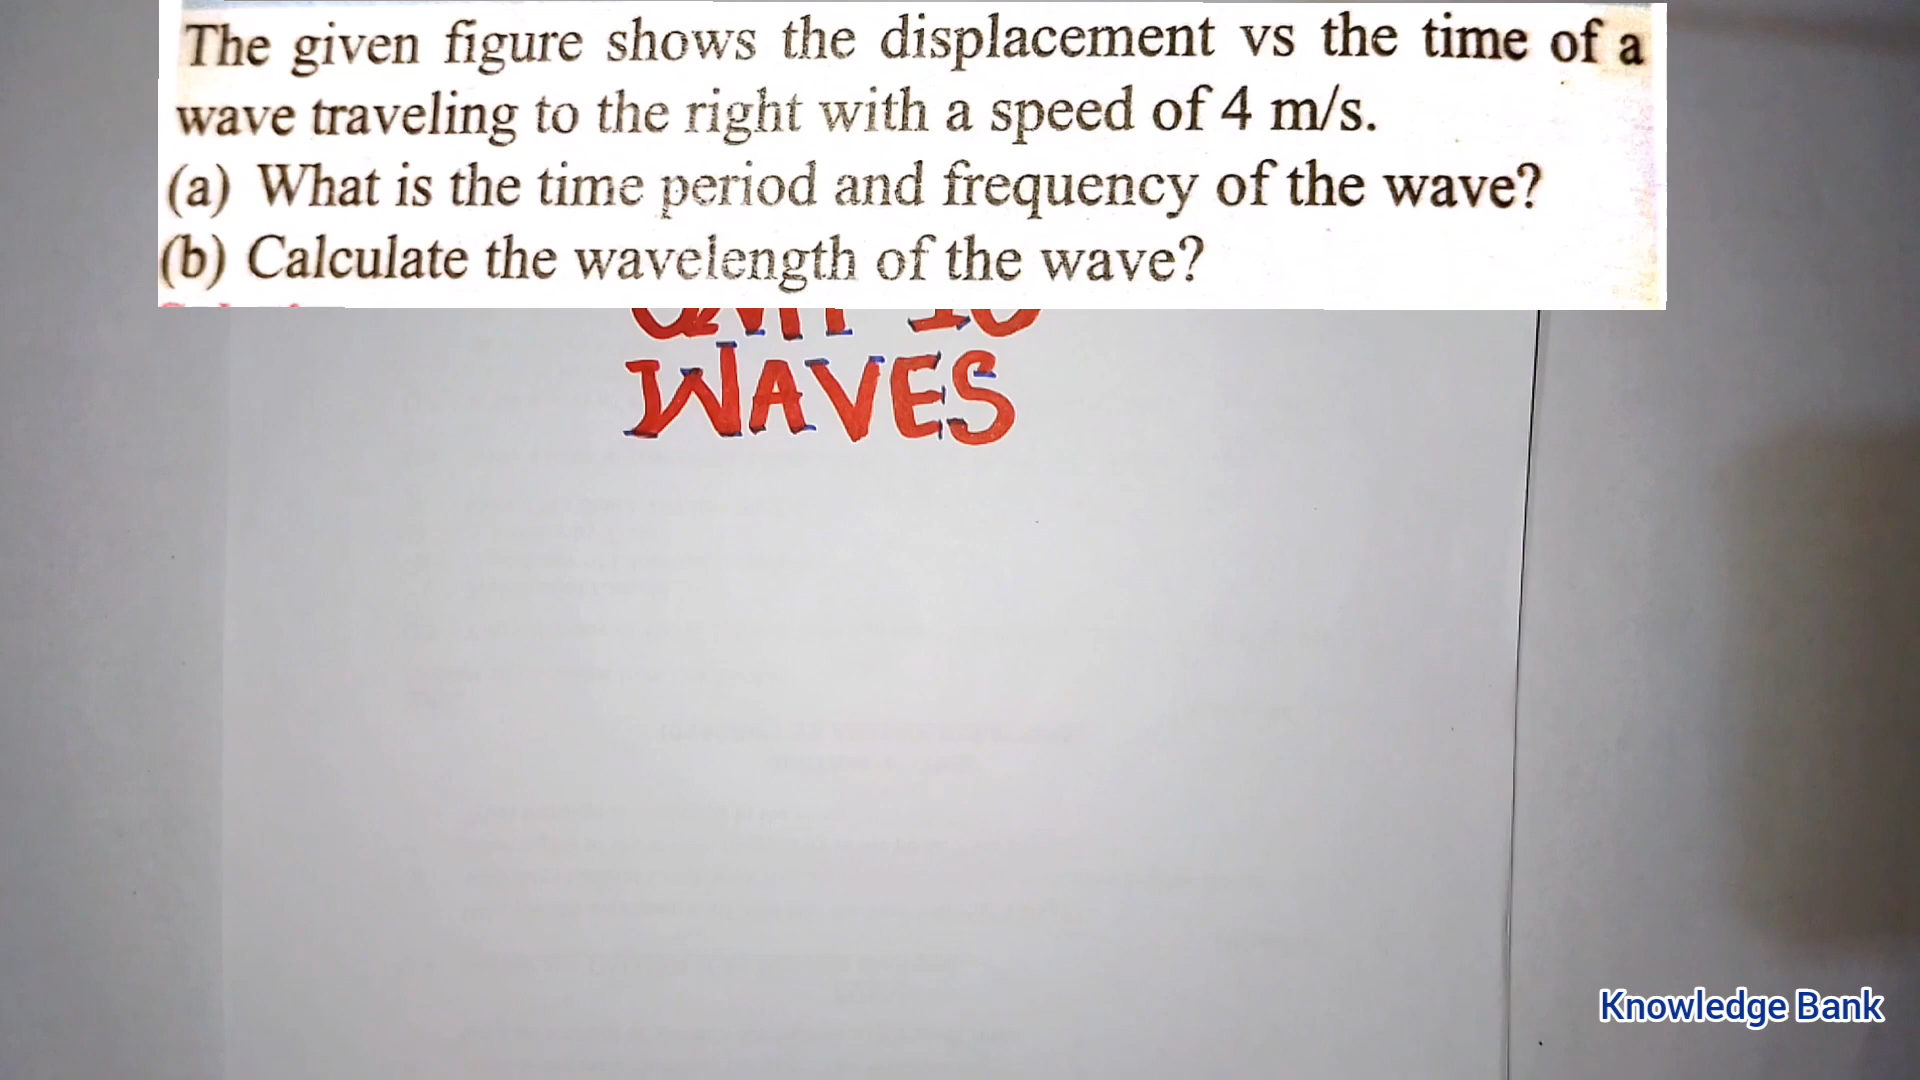 The given figure shows the displacement vs the time of a
wave traveling to the right with a speed of 4 m/s.
(a) What is the time period and frequency of the wave?
(b) Calculate the wavelength of the wave?
WAVES
Knowledge Bank